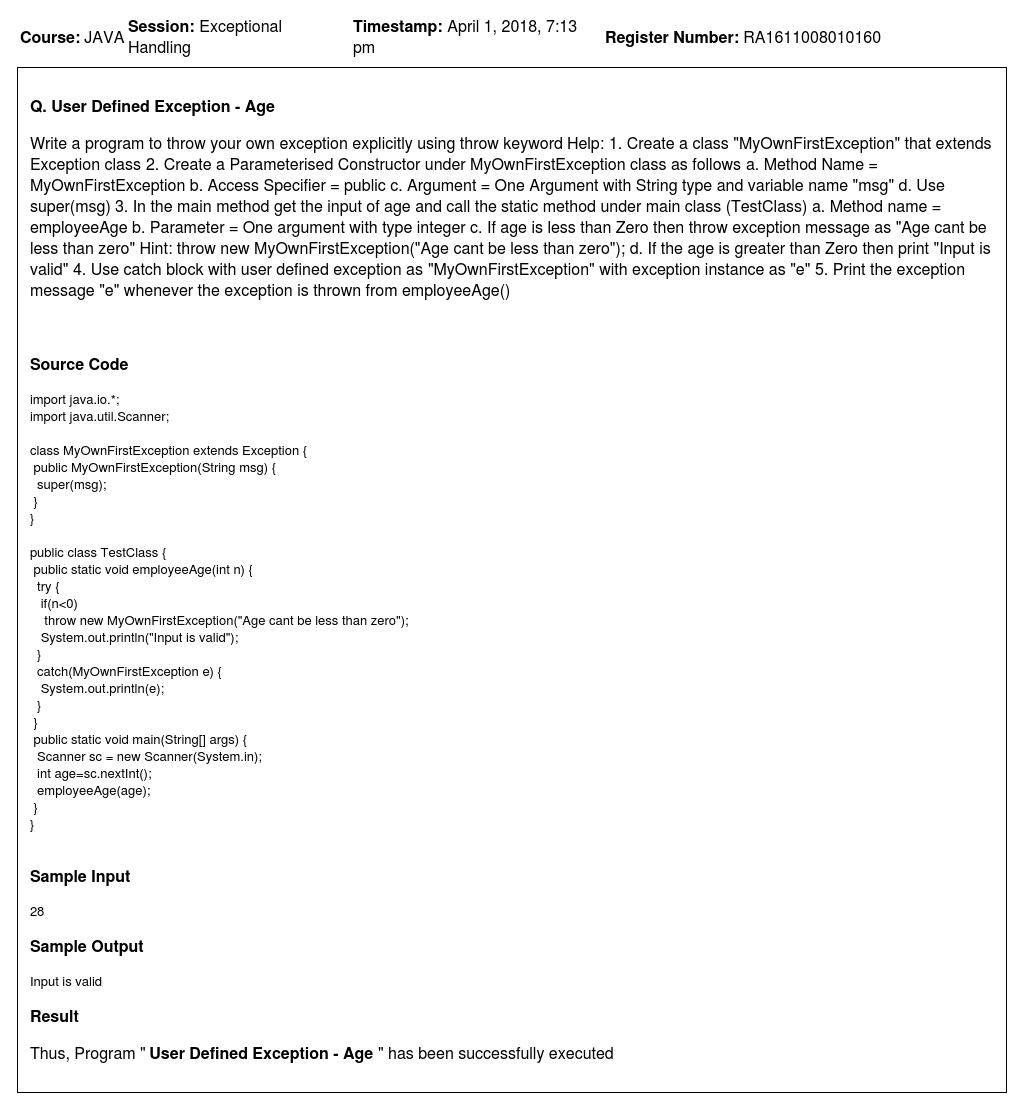 Course: JAVA Session: Exceptional Handling Timestamp: April 1, 2018, 7:13 pm Register Number: RA1611008010160
Q. User Defined Exception - Age
Write a program to throw your own exception explicitly using throw keyword Help: 1. Create a class "MyOwnFirstException" that extends
Exception class 2. Create a Parameterised Constructor under MyOwnFirstException class as follows a. Method Name =
MyOwnFirstException b. Access Specifier = public c. Argument = One Argument with String type and variable name "msg" d. Use
super(msg) 3. In the main method get the input of age and call the static method under main class (TestClass) a. Method name =
employeeAge b. Parameter = One argument with type integer c. If age is less than Zero then throw exception message as "Age cant be
less than zero" Hint: throw new MyOwnFirstException("Age cant be less than zero"); d. If the age is greater than Zero then print "Input is
valid" 4. Use catch block with user defined exception as "MyOwnFirstException" with exception instance as "e" 5. Print the exception
message "e" whenever the exception is thrown from employeeAge()
Source Code
import java.io.*;
import java.util.Scanner;
class MyOwnFirstException extends Exception {
public MyOwnFirstException(String msg) {
super(msg);
}
}
public class TestClass {
public static void employeeAge(int n) {
try {
if(n<0)
throw new MyOwnFirstException("Age cant be less than zero");
System.out.println("Input is valid");
}
catch(MyOwnFirstException e) {
System.out.println(e);
}
}
public static void main(String[] args) {
Scanner sc = new Scanner(System.in);
int age=sc.nextInt();
employeeAge(age);
}
}
Sample Input
28
Sample Output
Input is valid
Result
Thus, Program " User Defined Exception - Age " has been successfully executed